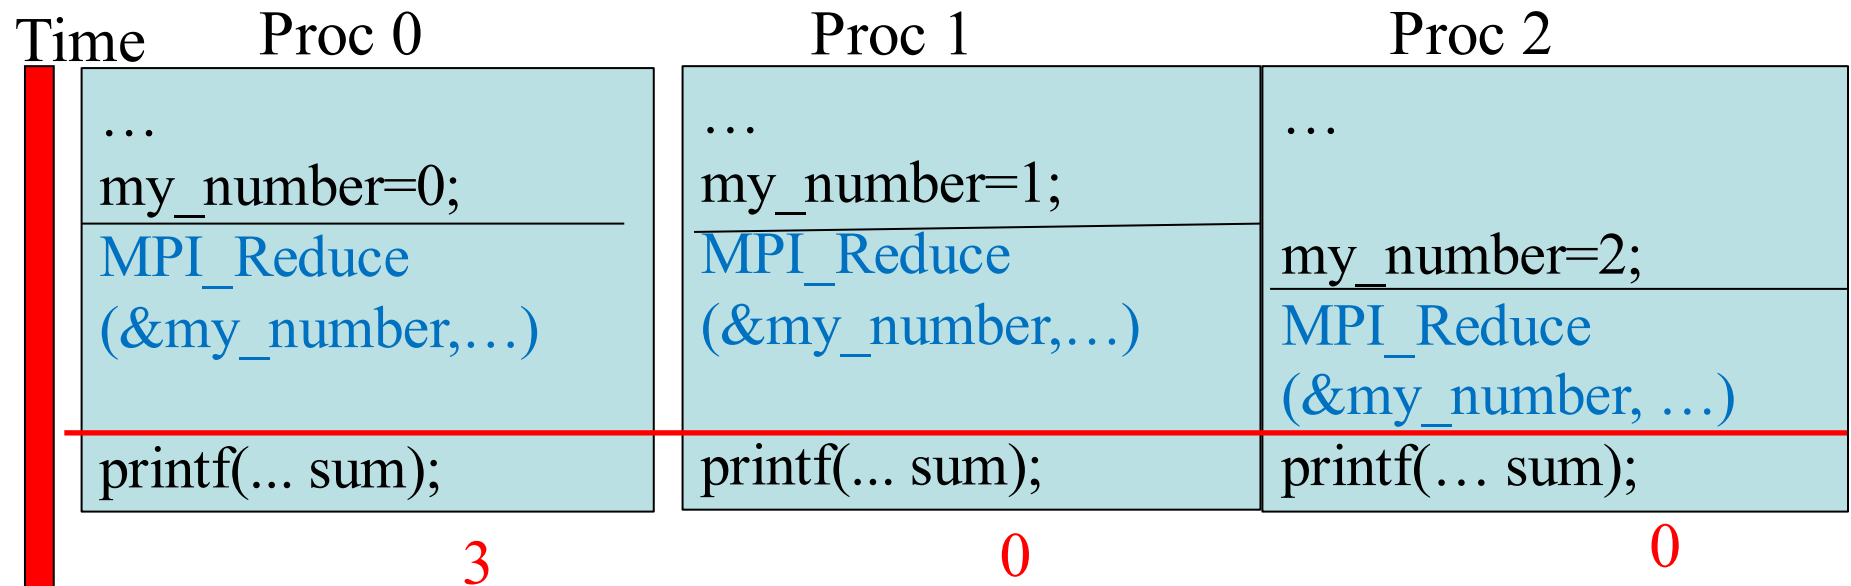 Time
Proc 0
Proc 1
Proc 2
…
my_number=0;
MPI_Reduce
(&my_number,…)
printf(... sum);
3
…
my_number=1;
MPI_Reduce
(&my_number,…)
printf(... sum);
0
…
my_number=2;
MPI_Reduce
(&my_number, …)
printf(… sum);
0